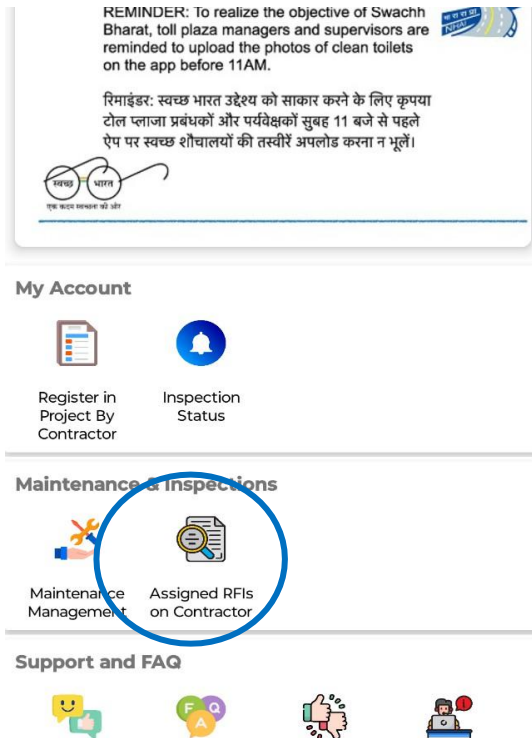 REMINDER: To realize the objective of Swachh
Bharat, toll plaza managers and supervisors are
reminded to upload the photos of clean toilets
on the app before 11AM.
NHAI
रिमाइंडर: स्वच्छ भारत उद्देश्य को साकार करने के लिए कृपया
टोल प्लाजा प्रबंधकों और पर्यवेक्षकों सुबह 11 बजे से पहले
ऐप पर स्वच्छ शौचालयों की तस्वीरें अपलोड करना न भूलें।
स्वच्छ भारत
एक कदम स्वच्छता की ओर
My Account
Register in
Project By
Contractor
Inspection
Status
Maintenance & Inspections
Maintenance
Management
Assigned RFIs
on Contractor
Support and FAQ
F Q
A